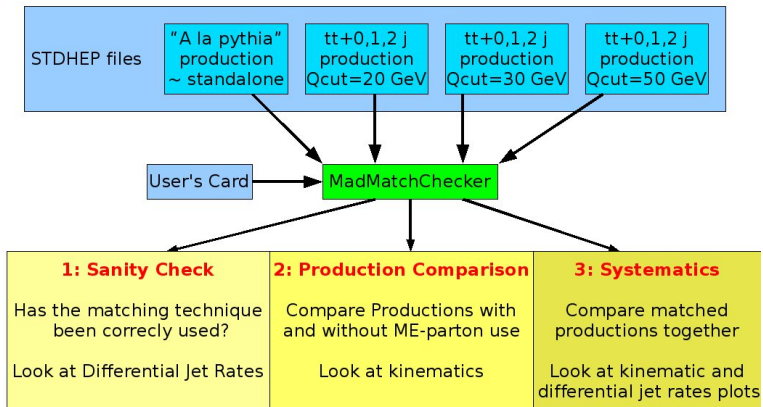 STDHEP files
"A la pythia"
production
~ standalone
tt+0,1,2 j
production
Qcut=20 GeV
tt+0,1,2 j
production
Qcut=30 GeV
tt+0,1,2 j
production
Qcut=50 GeV
User's Card
MadMatchChecker
1: Sanity Check
Has the matching technique
been correcly used?
Look at Differential Jet Rates
2: Production Comparison
Compare Productions with
and without ME-parton use
Look at kinematics
3: Systematics
Compare matched
productions together
Look at kinematic and
differential jet rates plots